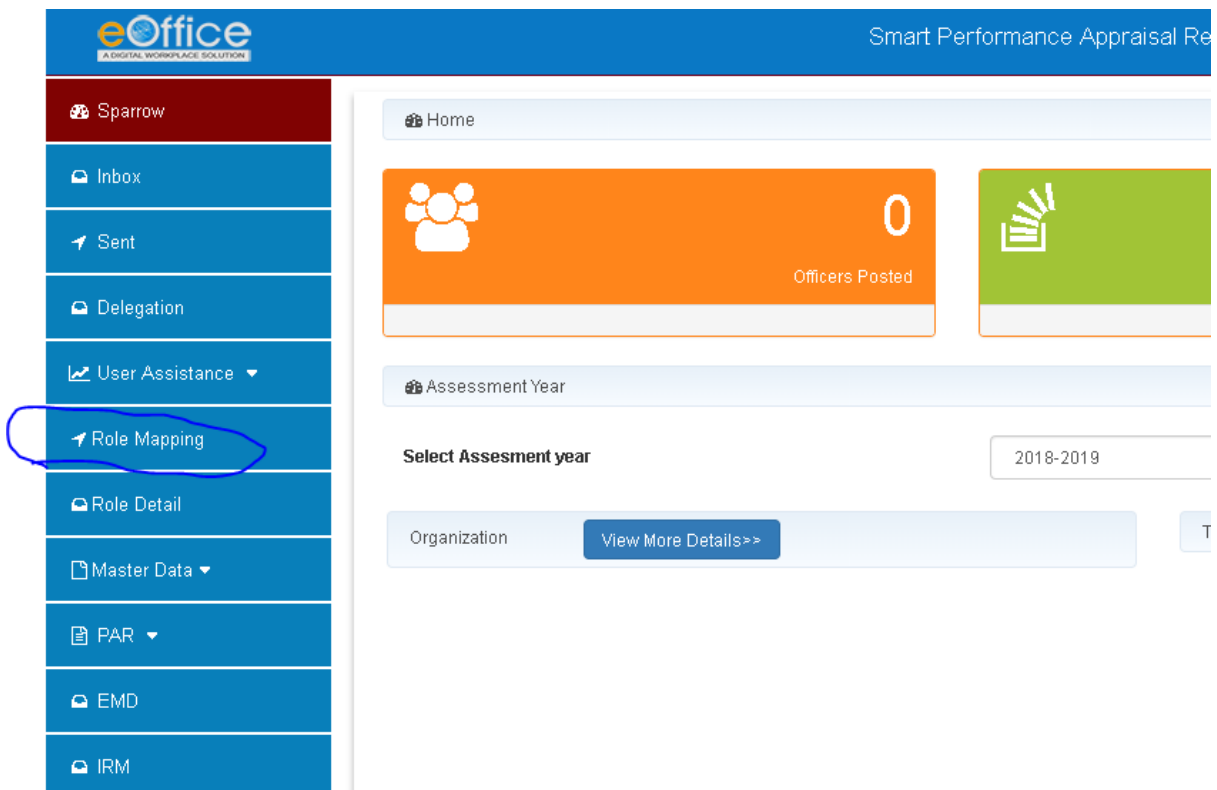 eOffice
A DIGITAL WORKPLACE SOLUTION
Smart Performance Appraisal Re
Sparrow
Inbox
Sent
Delegation
User Assistance
Role Mapping
Role Detail
Master Data
PAR
EMD
IRM
Home
0
Officers Posted
Assessment Year
Select Assesment year
2018-2019
Organization
View More Details>>
T